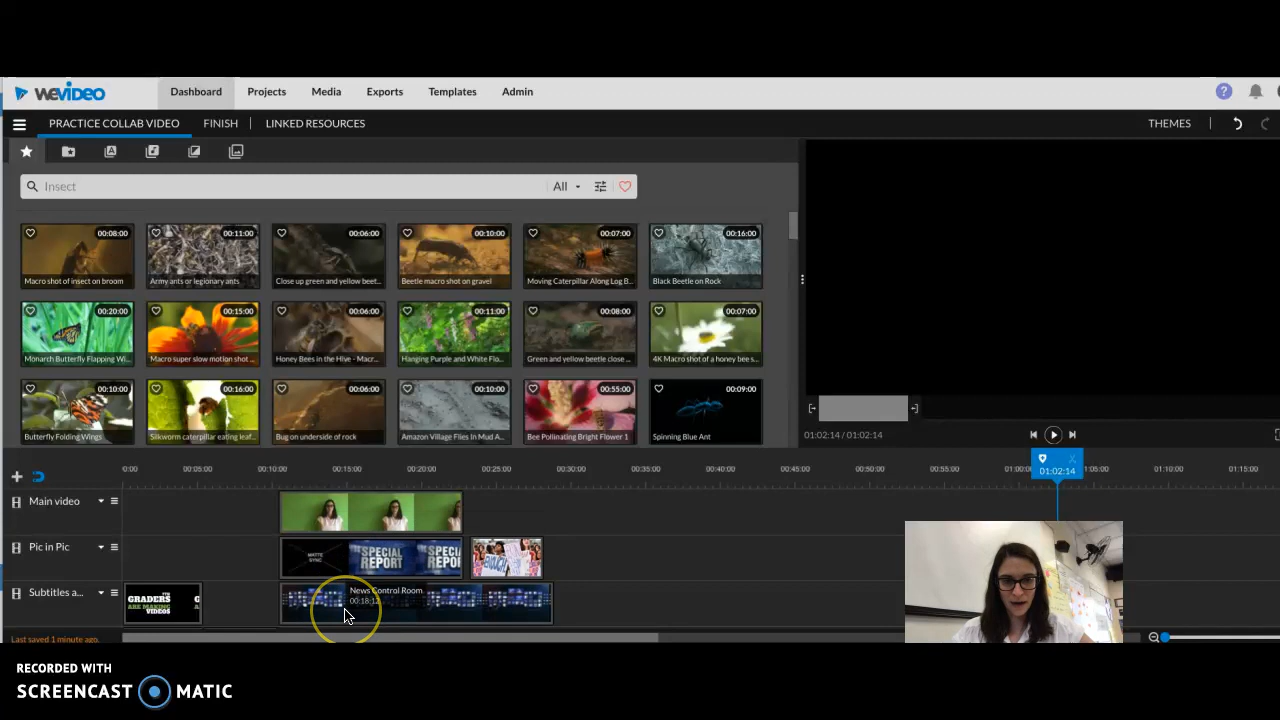 wevideo Dashboard Projects Media Exports Templates Admin ?
PRACTICE COLLAB VIDEO FINISH LINKED RESOURCES THEMES
Insect All
00:08:00 00:11:00 00:06:00 00:10:00 00:07:00 00:16:00
Macro shot of insect on broom Army ants or legionary ants Close up green and yellow beet... Beetle macro shot on gravel Moving Caterpillar Along Log B... Black Beetle on Rock
00:20:00 00:15:00 00:06:00 00:11:00 00:08:00 00:07:00
Monarch Butterfly Flapping Wi... Macro super slow motion shot ... Honey Bees in the Hive - Macr... Hanging Purple and White Flo... Green and yellow beetle close ... 4K Macro shot of a honey bee s...
00:10:00 00:16:00 00:06:00 00:10:00 00:55:00 00:09:00
Butterfly Folding Wings Silkworm caterpillar eating leaf... Bug on underside of rock Amazon Village Files In Mud A... Bee Pollinating Bright Flower 1 Spinning Blue Ant
01:02:14 / 01:02:14
0:00 00:05:00 00:10:00 00:15:00 00:20:00 00:25:00 00:30:00 00:35:00 00:40:00 00:45:00 00:50:00 00:55:00 01:00:0 1:05:00 01:10:00 01:15:00
01:02:14
Main video
Pic in Pic MATTE SYNC SPECIAL REPORT SPECI REPO ENOUGH
Subtitles a... GRADERS ARE MAKING VIDEOS News Control Room
00:18:12
Last saved 1 minute ago.
RECORDED WITH
SCREENCAST MATIC